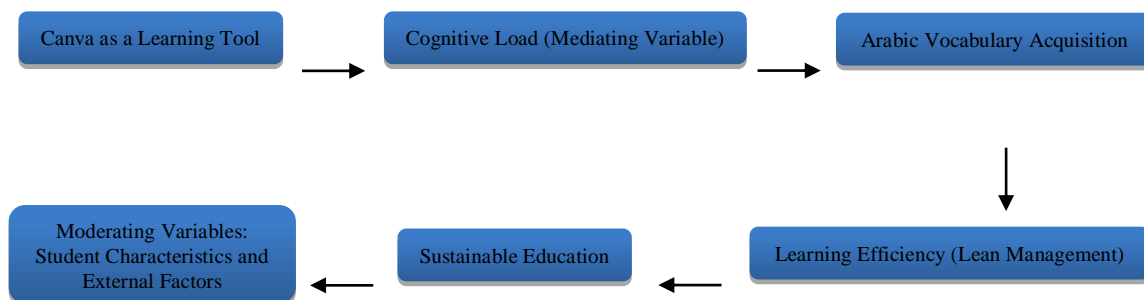 Canva as a Learning Tool
Cognitive Load (Mediating Variable)
Arabic Vocabulary Acquisition
Moderating Variables:
Student Characteristics and
External Factors
Sustainable Education
Learning Efficiency (Lean Management)